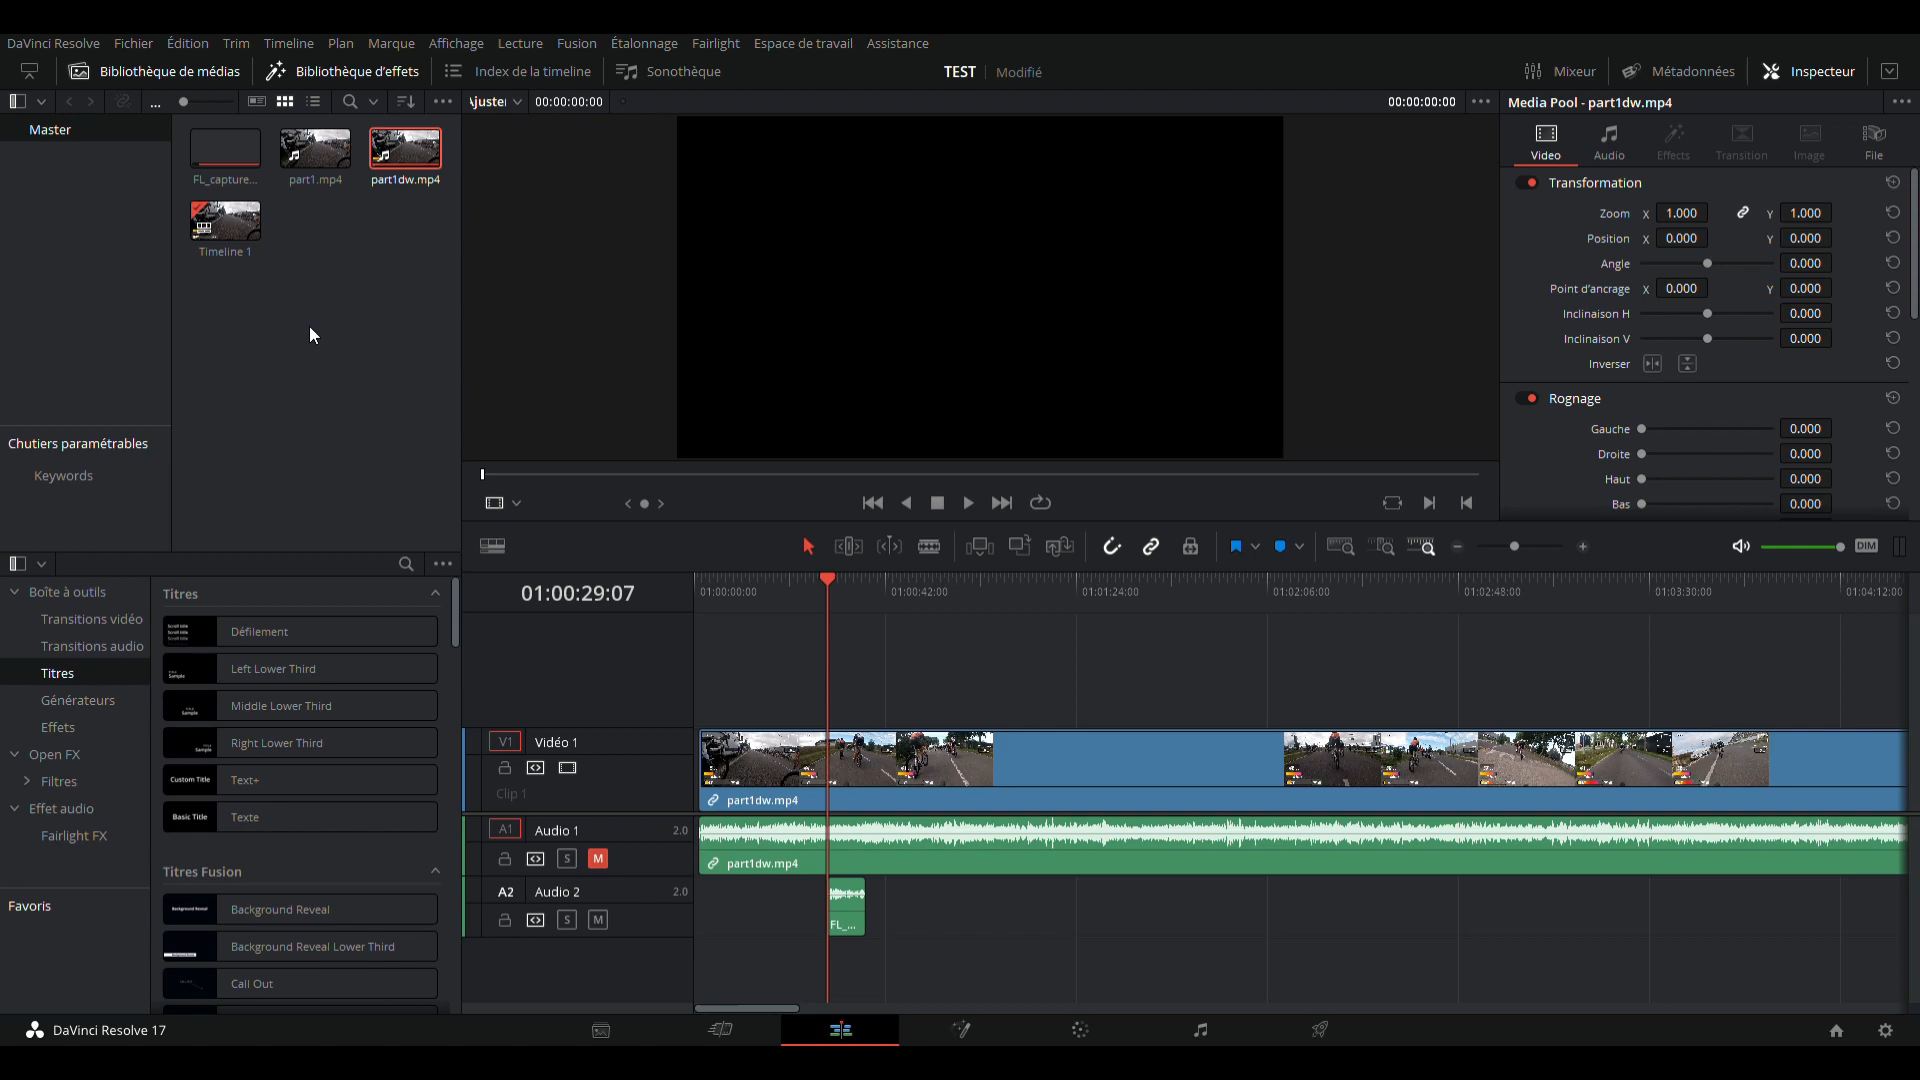 DaVinci Resolve Fichier Édition Trim Timeline Plan Marque Affichage Lecture Fusion Étalonnage Fairlight Espace de travail Assistance
Bibliothèque de médias Bibliothèque d'effets Index de la timeline Sonothèque TEST Modifié Mixeur Métadonnées Inspecteur
... Ajuster 00:00:00:00 00:00:00:00 Media Pool - part1dw.mp4
Master
FL_capture... part1.mp4 part1dw.mp4
Timeline 1
Chutiers paramétrables
Keywords
Video Audio Effects Transition Image File
Transformation
Zoom X 1.000 Y 1.000
Position X 0.000 Y 0.000
Angle 0.000
Point d'ancrage X 0.000 Y 0.000
Inclinaison H 0.000
Inclinaison V 0.000
Inverser
Rognage
Gauche 0.000
Droite 0.000
Haut 0.000
Bas 0.000
DIM
Boîte à outils
Transitions vidéo
Transitions audio
Titres
Générateurs
Effets
Open FX
Filtres
Effet audio
Fairlight FX
Favoris
Titres
Défilement
Left Lower Third
Middle Lower Third
Right Lower Third
Custom Title Text+
Basic Title Texte
Titres Fusion
Background Reveal
Background Reveal Lower Third
Call Out
01:00:29:07 01:00:00:00 01:00:42:00 01:01:24:00 01:02:06:00 01:02:48:00 01:03:30:00 01:04:12:00
V1 Vidéo 1
Clip 1 part1dw.mp4
A1 Audio 1 2.0
S M part1dw.mp4
A2 Audio 2 2.0
S M FL_...
DaVinci Resolve 17